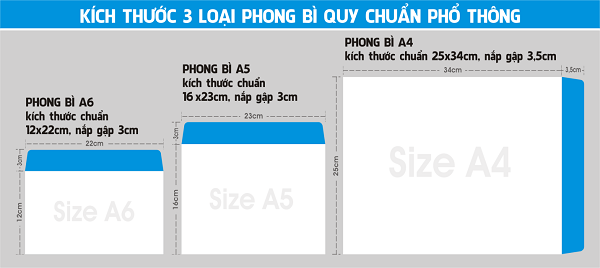 KÍCH THƯỚC 3 LOẠI PHONG BÌ QUY CHUẨN PHỔ THÔNG
PHONG BÌ A6
kích thước chuẩn
12x22cm, nắp gập 3cm
22cm
3cm
12cm
Size A6
PHONG BÌ A5
kích thước chuẩn
16 x23cm, nắp gập 3cm
23cm
3cm
16cm
Size A5
PHONG BÌ A4
kích thước chuẩn 25x34cm, nắp gập 3,5cm
34cm
3,5cm
25cm
Size A4